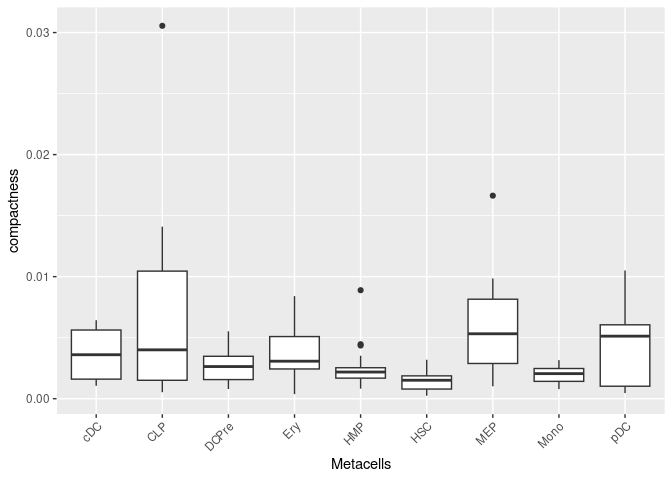 compactness
0.03
0.02
0.01
0.00
cDC
CLP
DCPre
Ery
HMP
HSC
MEP
Mono
pDC
Metacells